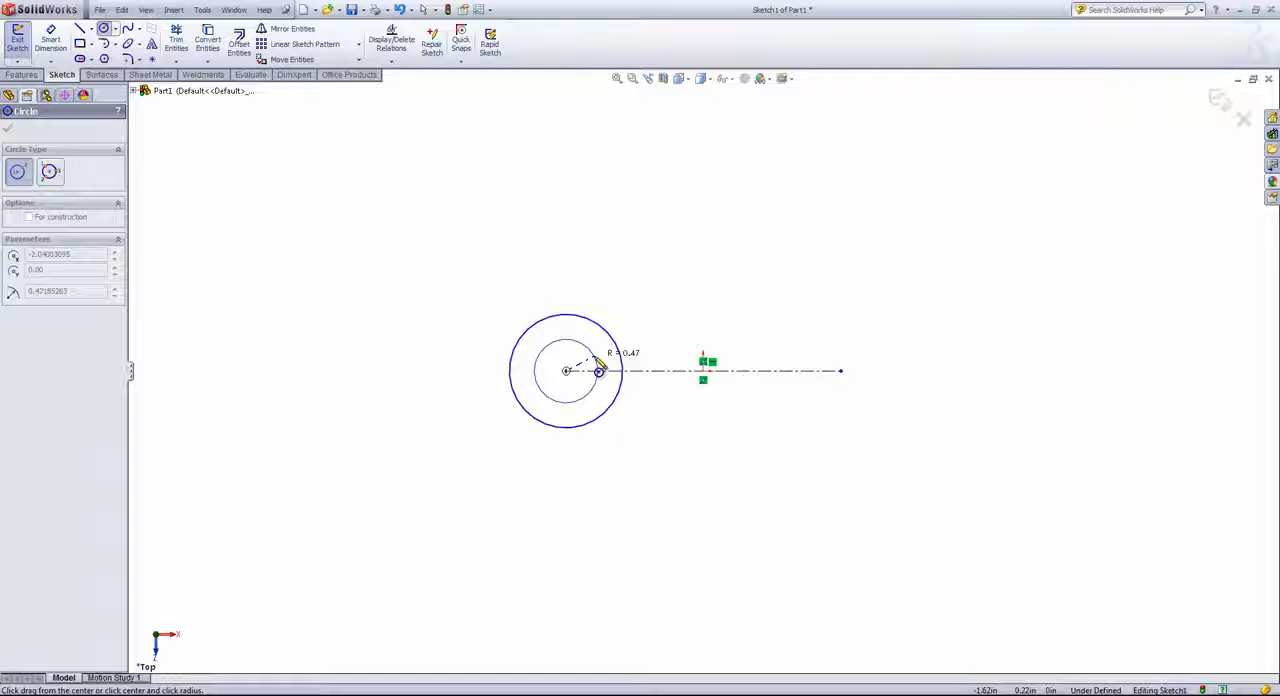 SolidWorks File Edit View Insert Tools Window Help Sketch1 of Part1 * Search SolidWorks Help
Exit Sketch
Smart Dimension
Trim Entities
Convert Entities
Offset Entities
Mirror Entities
Linear Sketch Pattern
Move Entities
Display/Delete Relations
Repair Sketch
Quick Snaps
Rapid Sketch
Features Sketch Surfaces Sheet Metal Weldments Evaluate DimXpert Office Products
Part1 (Default<<Default>_...
Circle ?
Circle Type
Options
For construction
Parameters
-2.04003095
0.00
0.47185263
R = 0.47
X
Z
*Top
Model Motion Study 1
Click drag from the center or click center and click radius. -1.62in 0.22in 0in Under Defined Editing Sketch1